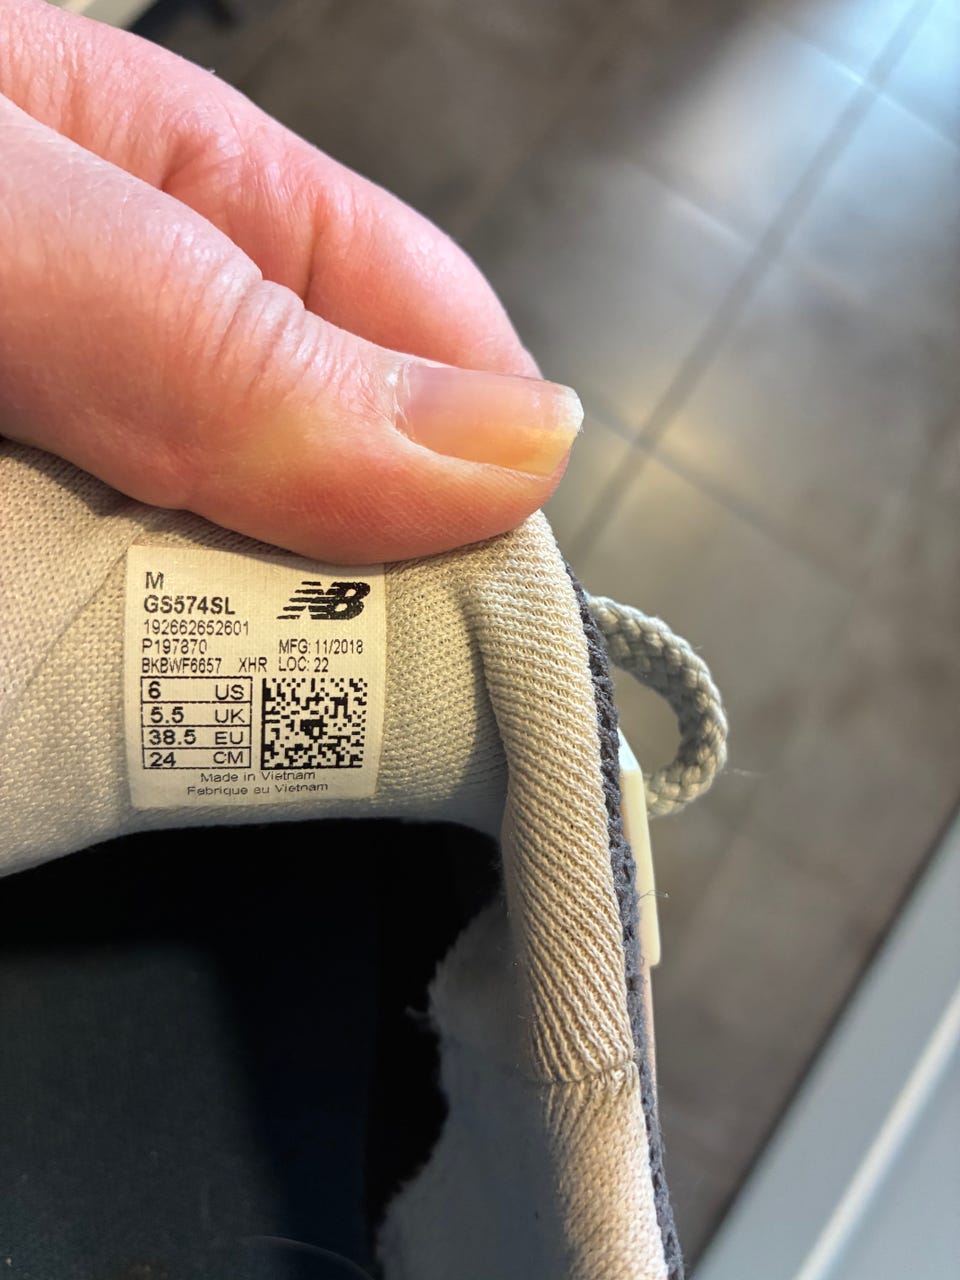 M
GS574SL
NB
192662652601
P197870 MFG: 11/2018
BKBWF6657 XHR LOC: 22
6 US
5.5 UK
38.5 EU
24 CM
Made in Vietnam
Fabrique au Vietnam